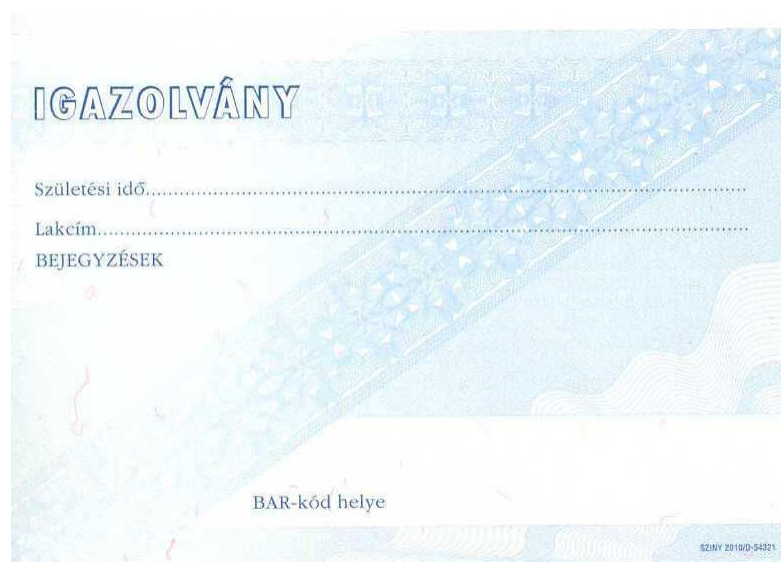 IGAZOLVÁNY
Születési idő
Lakcím
BEJEGYZÉSEK
BAR-kód helye
SZINY 2010/D-54321